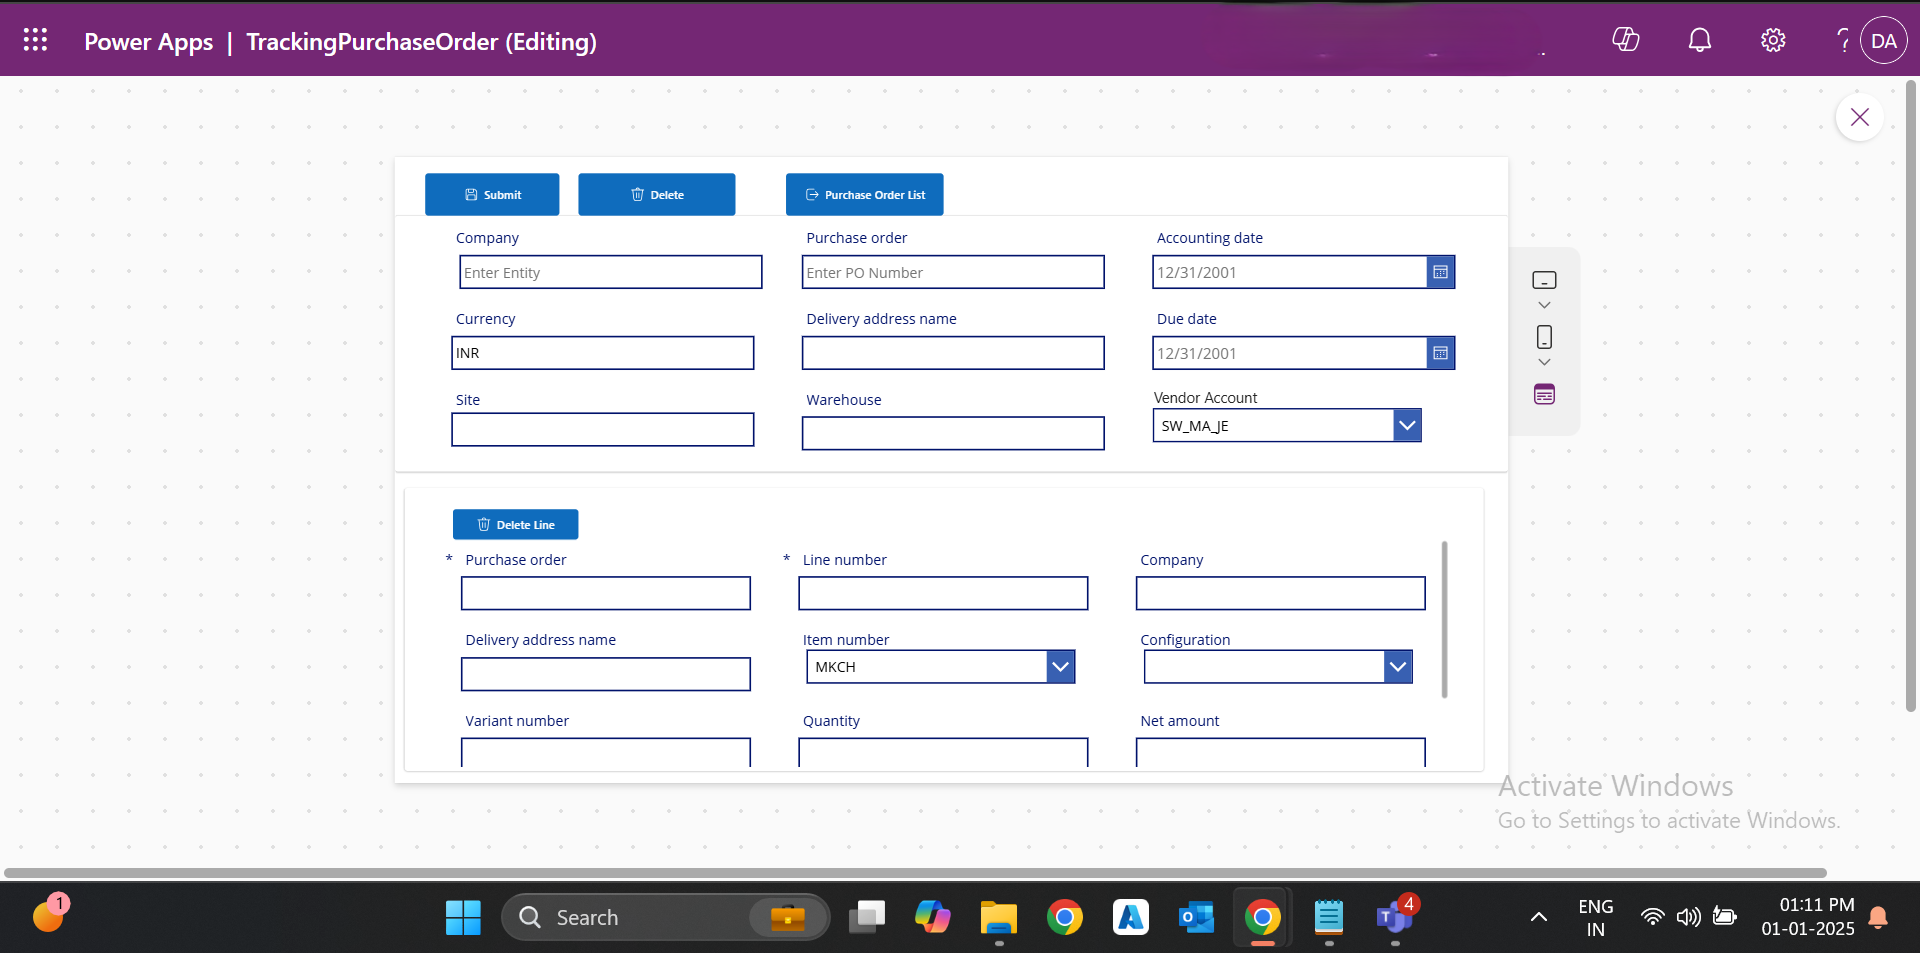 Power Apps | TrackingPurchaseOrder (Editing)
? DA
Submit Delete Purchase Order List
Company Purchase order Accounting date
Enter Entity Enter PO Number 12/31/2001
Currency Delivery address name Due date
INR 12/31/2001
Site Warehouse Vendor Account
SW_MA_JE
Delete Line
* Purchase order * Line number Company
Delivery address name Item number Configuration
MKCH
Variant number Quantity Net amount
Activate Windows
Go to Settings to activate Windows.
1 Search 4 ENG IN 01:11 PM
01-01-2025